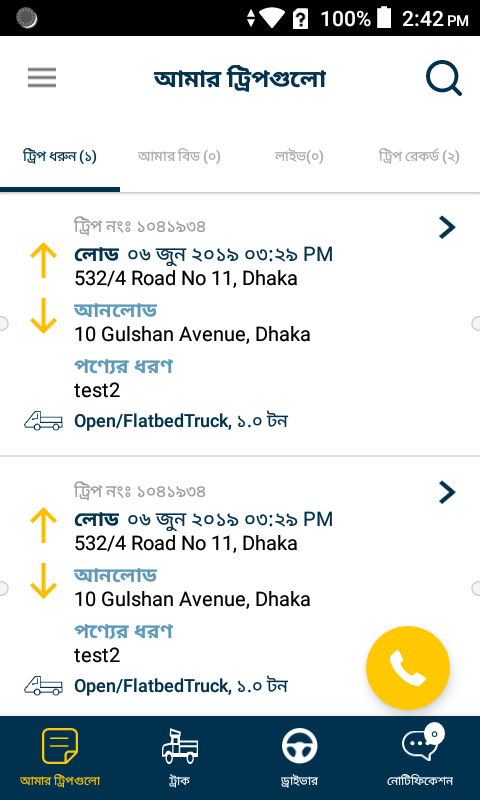 100% 2:42 PM
আমার ট্রিপগুলো
ট্রিপ ধরুন (১) আমার বিড (০) লাইভ(০) ট্রিপ রেকর্ড (২)
ট্রিপ নংঃ ১০৪১৯৩৪
লোড ০৬ জুন ২০১৯ ০৩:২৯ PM
532/4 Road No 11, Dhaka
আনলোড
10 Gulshan Avenue, Dhaka
পণ্যের ধরণ
test2
Open/FlatbedTruck, ১.০ টন
ট্রিপ নংঃ ১০৪১৯৩৪
লোড ০৬ জুন ২০১৯ ০৩:২৯ PM
532/4 Road No 11, Dhaka
আনলোড
10 Gulshan Avenue, Dhaka
পণ্যের ধরণ
test2
Open/FlatbedTruck, ১.০ টন
০
আমার ট্রিপগুলো ট্রাক ড্রাইভার নোটিফিকেশন